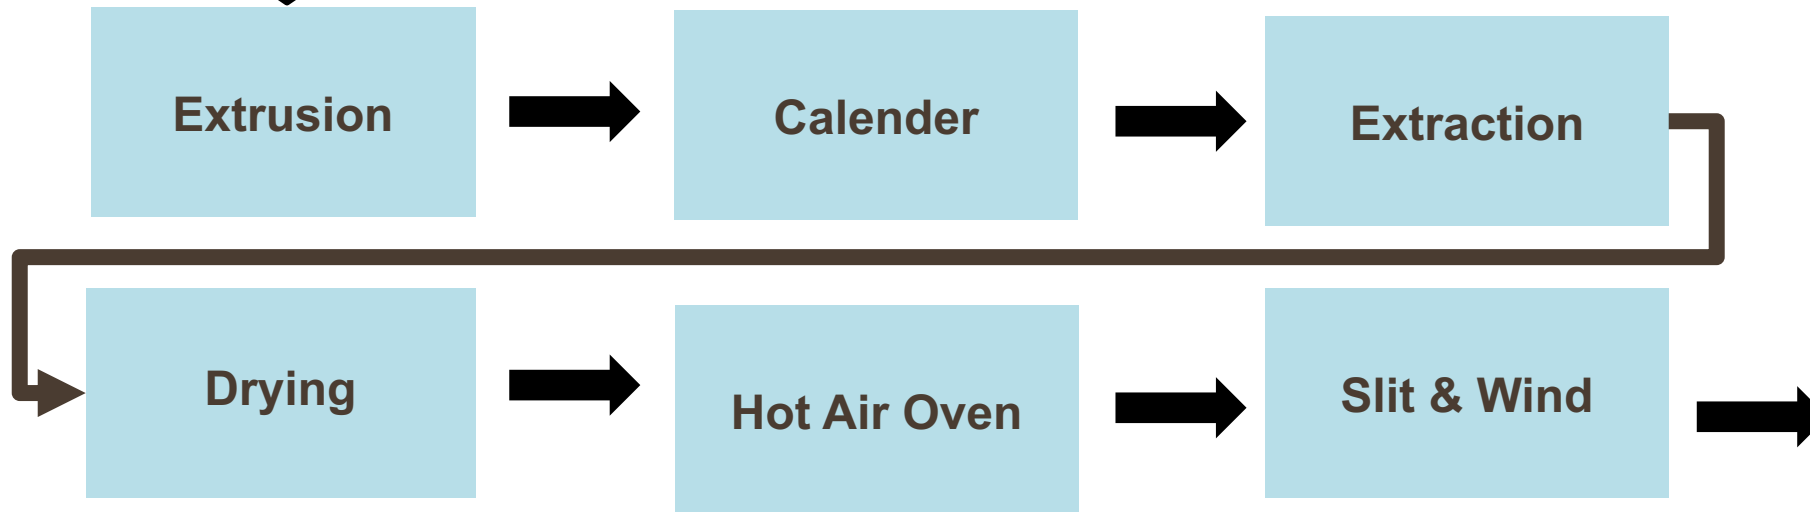 Extrusion
Calender
Extraction
Drying
Hot Air Oven
Slit & Wind